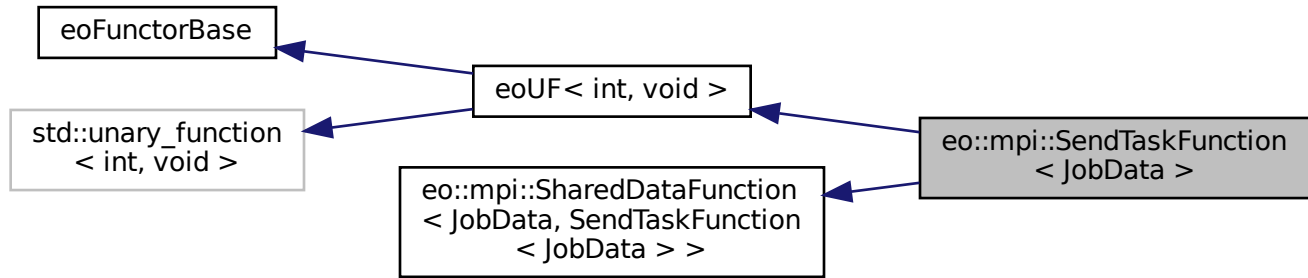 eoFunctorBase
std::unary_function
< int, void >
eoUF< int, void >
eo::mpi::SharedDataFunction
< JobData, SendTaskFunction
< JobData > >
eo::mpi::SendTaskFunction
< JobData >